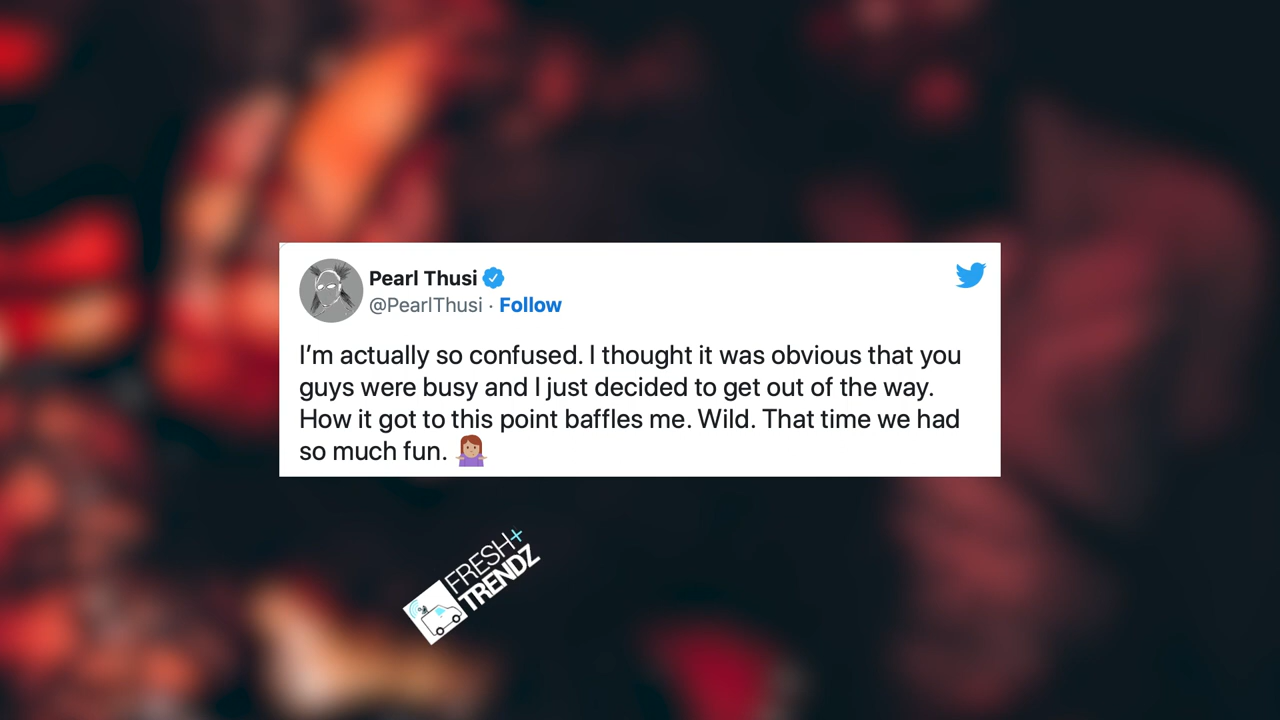 Pearl Thusi
@PearlThusi · Follow
I’m actually so confused. I thought it was obvious that you
guys were busy and I just decided to get out of the way.
How it got to this point baffles me. Wild. That time we had
so much fun. 🤷🏽‍♀️
FRESH+
TRENDZ